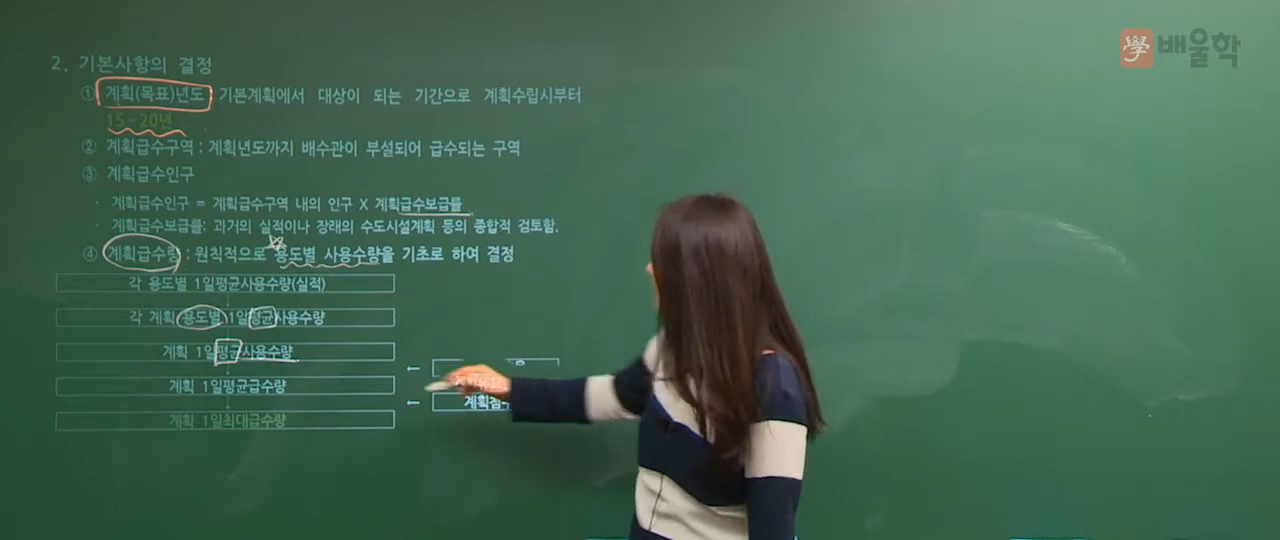 學 배울학
2. 기본사항의 결정
① 계획(목표)년도 : 기본계획에서 대상이 되는 기간으로 계획수립시부터
15~20년
② 계획급수구역 : 계획년도까지 배수관이 부설되어 급수되는 구역
③ 계획급수인구
· 계획급수인구 = 계획급수구역 내의 인구 X 계획급수보급률
· 계획급수보급률: 과거의 실적이나 장래의 수도시설계획 등의 종합적 검토함.
④ 계획급수량 : 원칙적으로 용도별 사용수량을 기초로 하여 결정
각 용도별 1일평균사용수량(실적)
각 계획 용도별 1일평균사용수량
계획 1일평균사용수량
←
계획 1일평균급수량
←
계획 1일최대급수량